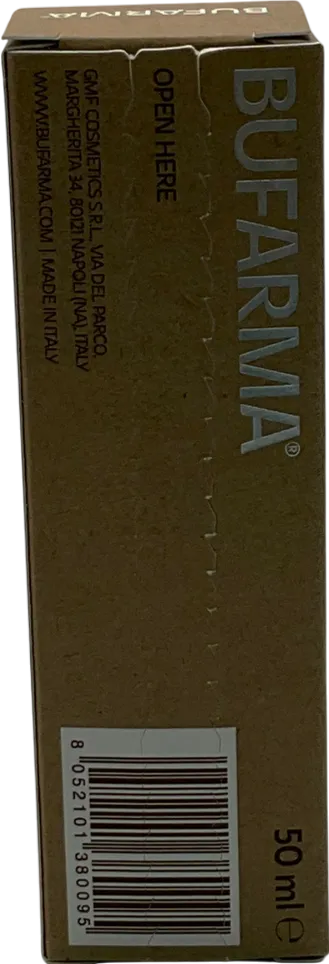 BUFARMA
BUFARMA®
OPEN HERE
GMF COSMETICS S.R.L. VIA DEL PARCO.
MARGHERITA 34, 80121 NAPOLI (NA), ITALY
WWW.BUFARMA.COM | MADE IN ITALY
50 ml ℮
8 052101 380095